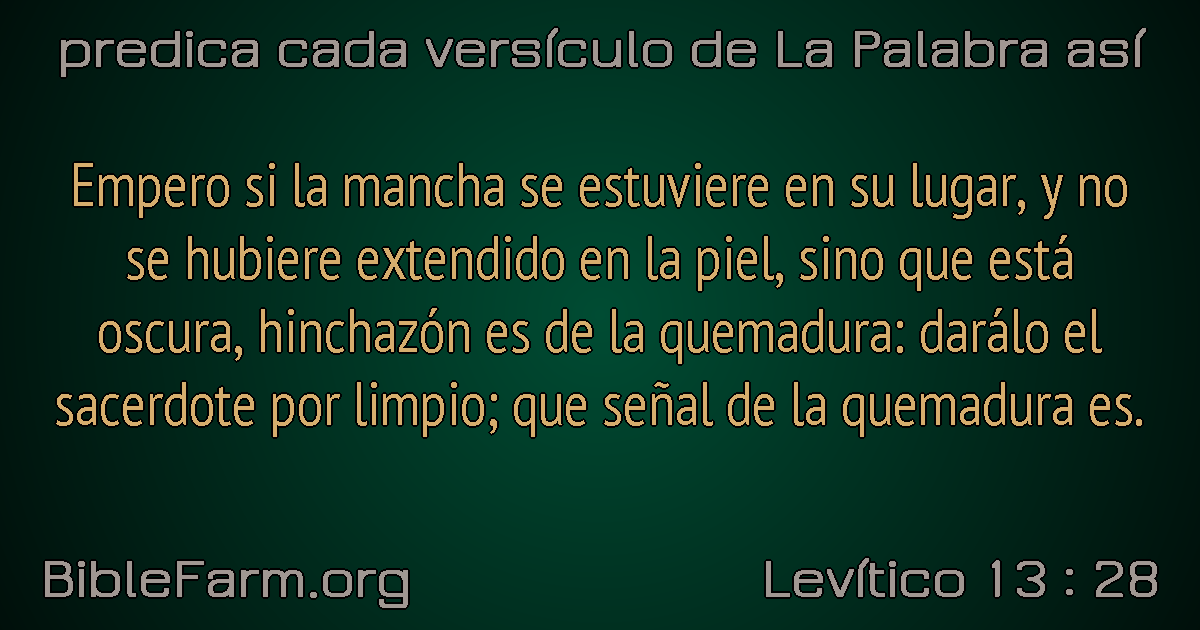 predica cada versículo de La Palabra así
Empero si la mancha se estuviere en su lugar, y no
se hubiere extendido en la piel, sino que está
oscura, hinchazón es de la quemadura: darálo el
sacerdote por limpio; que señal de la quemadura es.
BibleFarm.org
Levítico 13 : 28